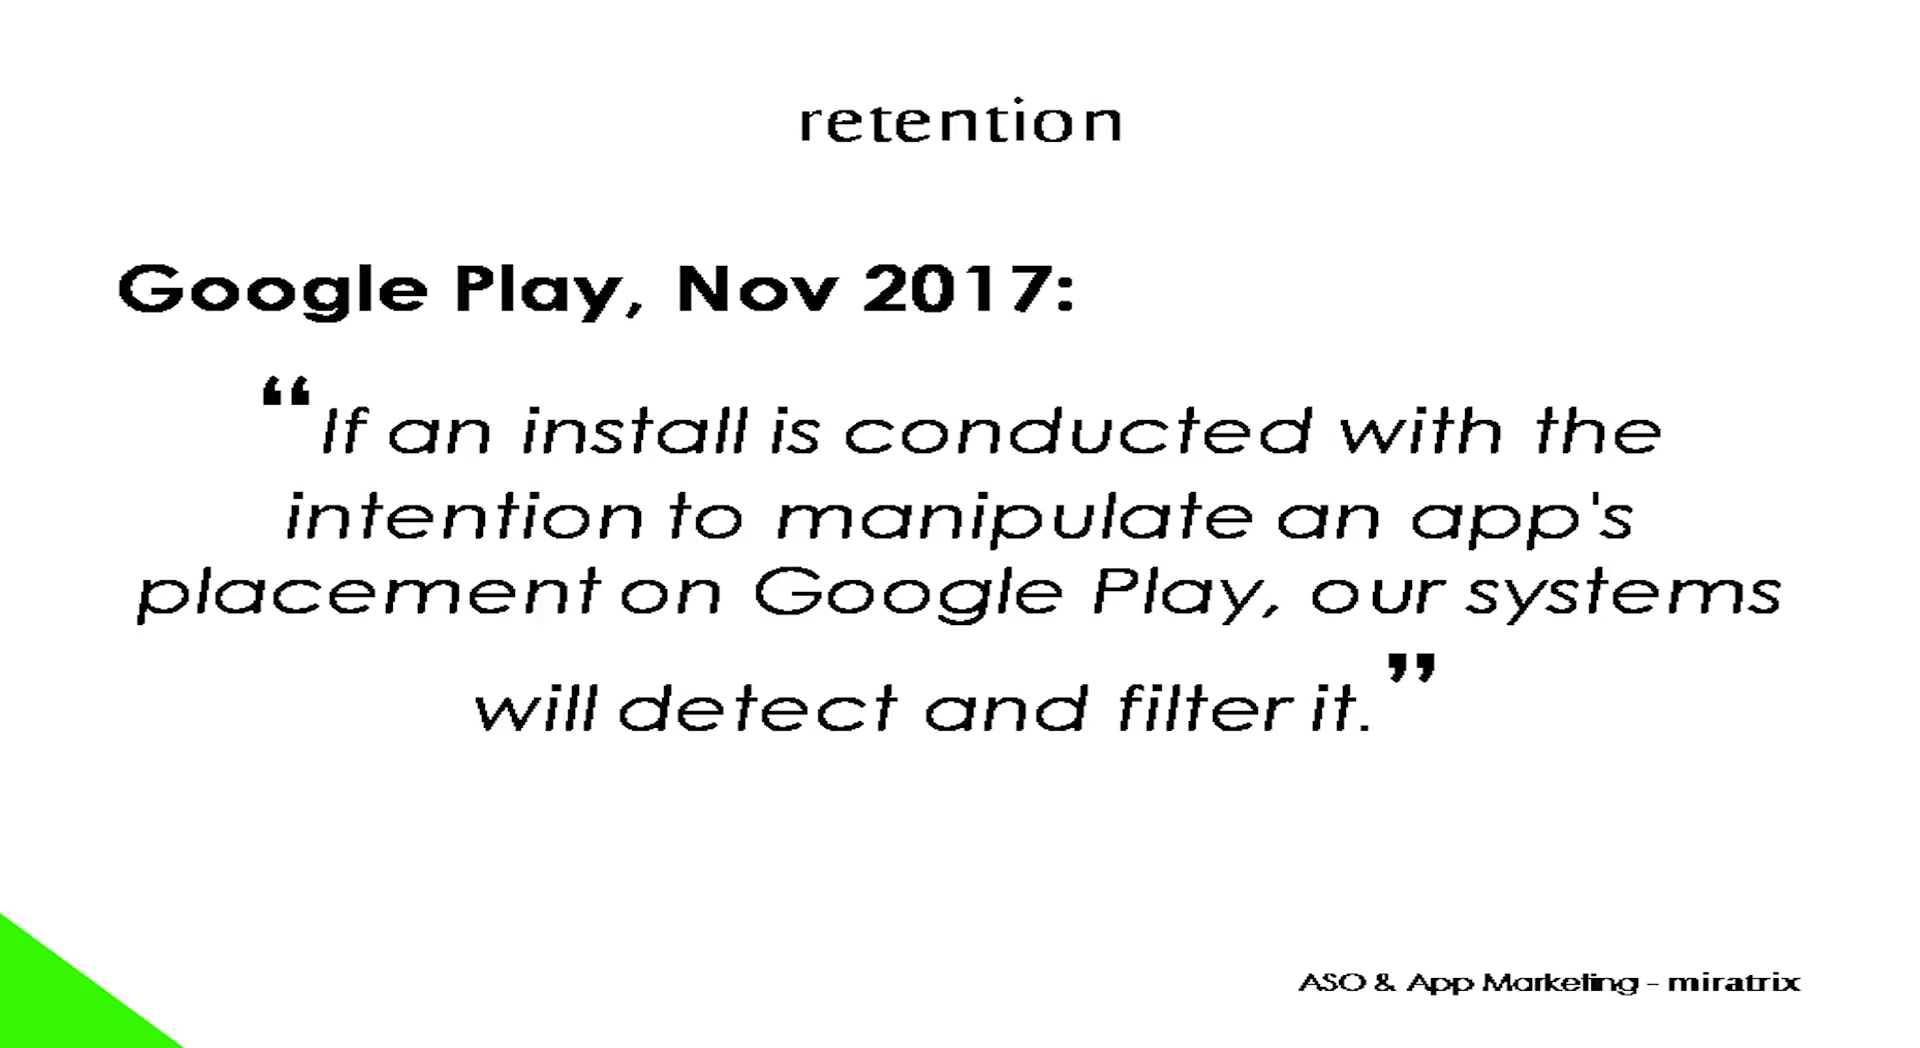 retention
Google Play, Nov 2017:
“If an install is conducted with the
intention to manipulate an app's
placement on Google Play, our systems
will detect and filter it.”
ASO & App Marketing - miratrix